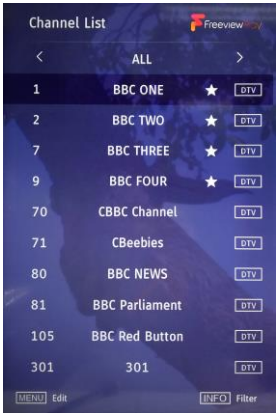 Channel List Freeview Play
< ALL >
1 BBC ONE ★ DTV
2 BBC TWO ★ DTV
7 BBC THREE ★ DTV
9 BBC FOUR ★ DTV
70 CBBC Channel DTV
71 CBeebies DTV
80 BBC NEWS DTV
81 BBC Parliament DTV
105 BBC Red Button DTV
301 301 DTV
MENU Edit INFO Filter